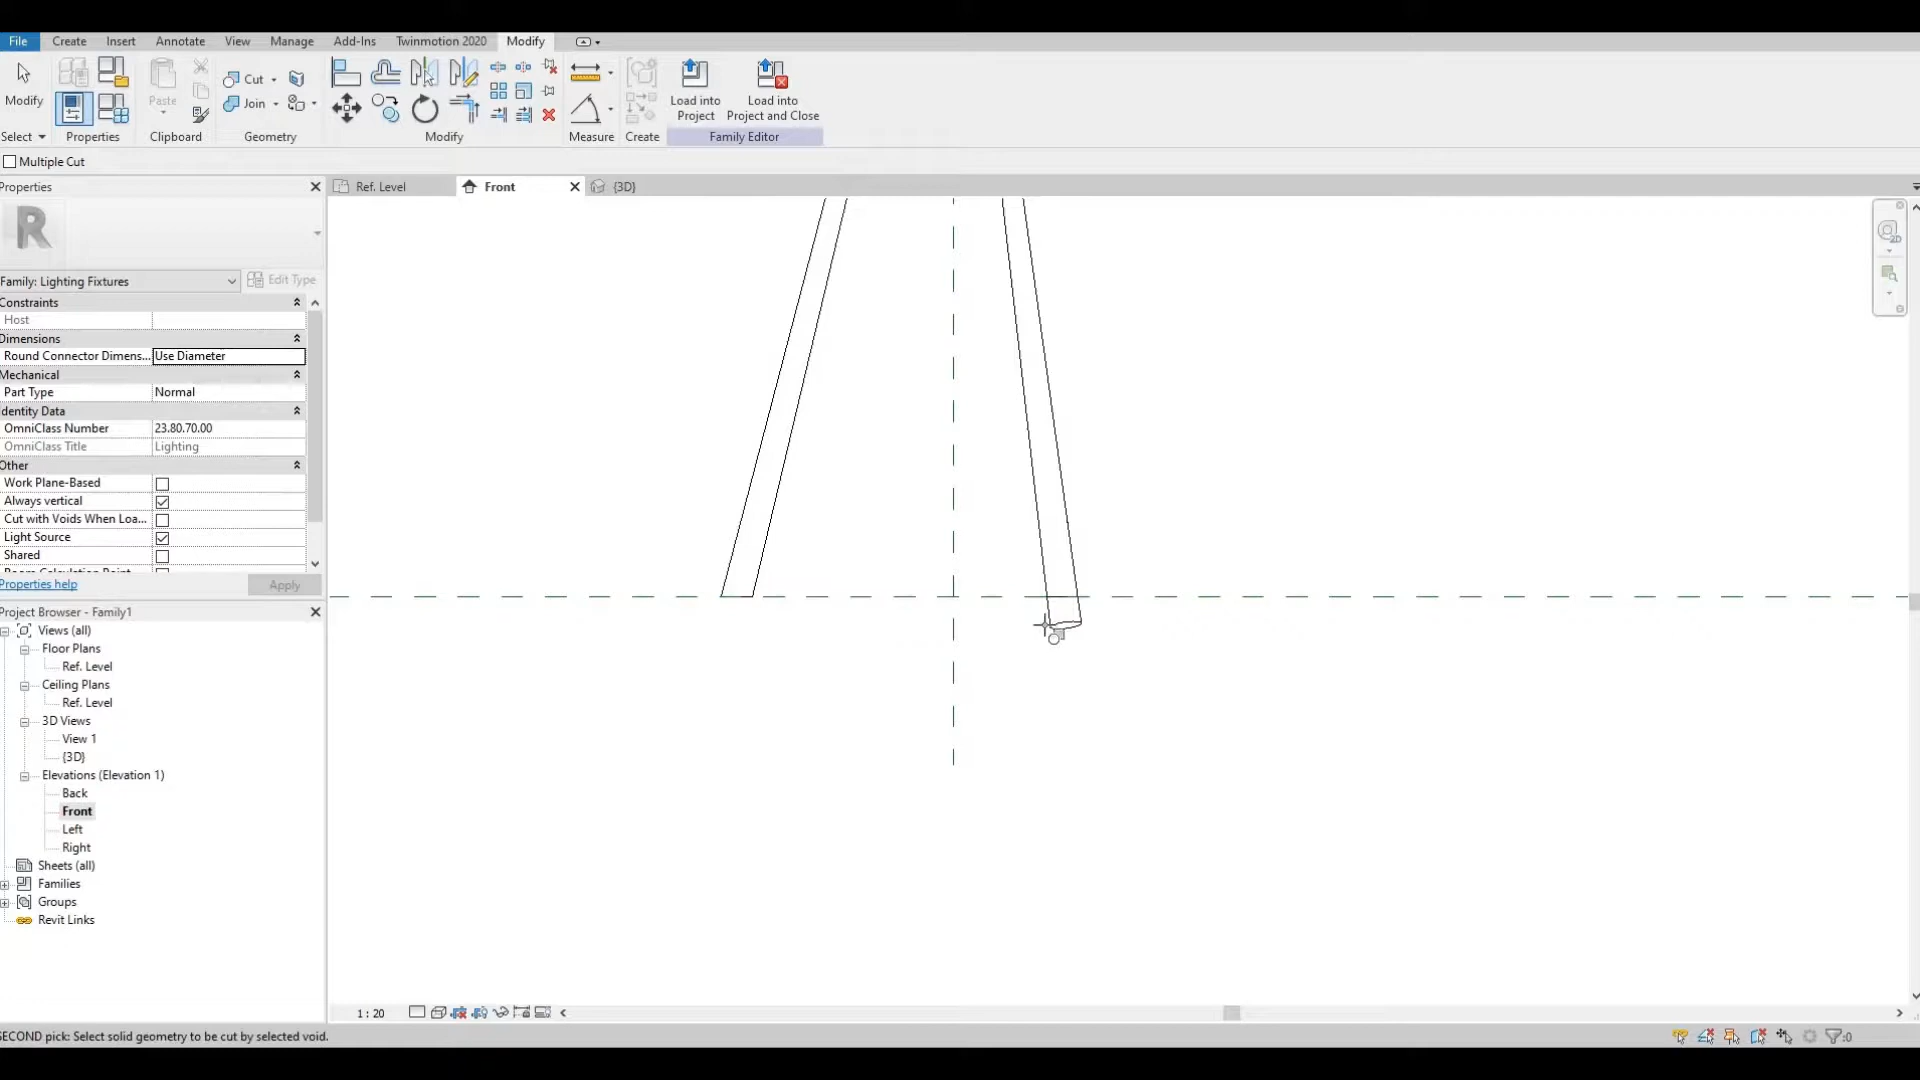 File Create Insert Annotate View Manage Add-Ins Twinmotion 2020 Modify
Modify
Select
Properties
Paste
Clipboard
Cut
Join
Geometry
Modify
Measure
Create
Load into
Project
Load into
Project and Close
Family Editor
Multiple Cut
Properties
Ref. Level
Front
{3D}
R
2D
Family: Lighting Fixtures
Edit Type
Constraints
Host
Dimensions
Round Connector Dimens... Use Diameter
Mechanical
Part Type Normal
Identity Data
OmniClass Number 23.80.70.00
OmniClass Title Lighting
Other
Work Plane-Based
Always vertical
Cut with Voids When Loa...
Light Source
Shared
Properties help
Apply
Project Browser - Family1
Views (all)
Floor Plans
Ref. Level
Ceiling Plans
Ref. Level
3D Views
View 1
{3D}
Elevations (Elevation 1)
Back
Front
Left
Right
Sheets (all)
Families
Groups
Revit Links
1 : 20
SECOND pick: Select solid geometry to be cut by selected void.
:0